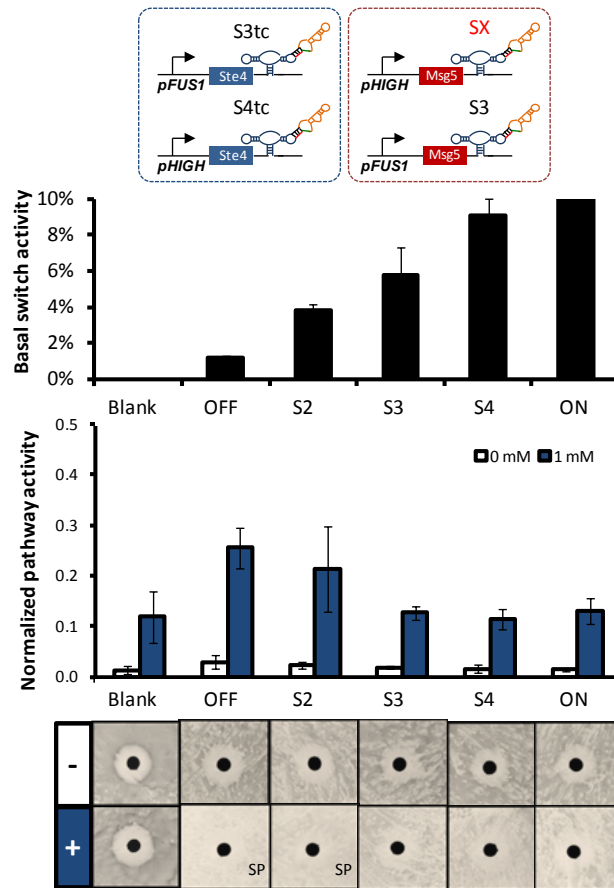 S3tc
SX
pFUS1 Ste4
pHIGH Msg5
S4tc
S3
pHIGH Ste4
pFUS1 Msg5
Basal switch activity
10%
8%
6%
4%
2%
0%
Blank OFF S2 S3 S4 ON
Normalized pathway activity
0.5
0.4
0.3
0.2
0.1
0.0
0 mM 1 mM
Blank OFF S2 S3 S4 ON
-
+
SP SP